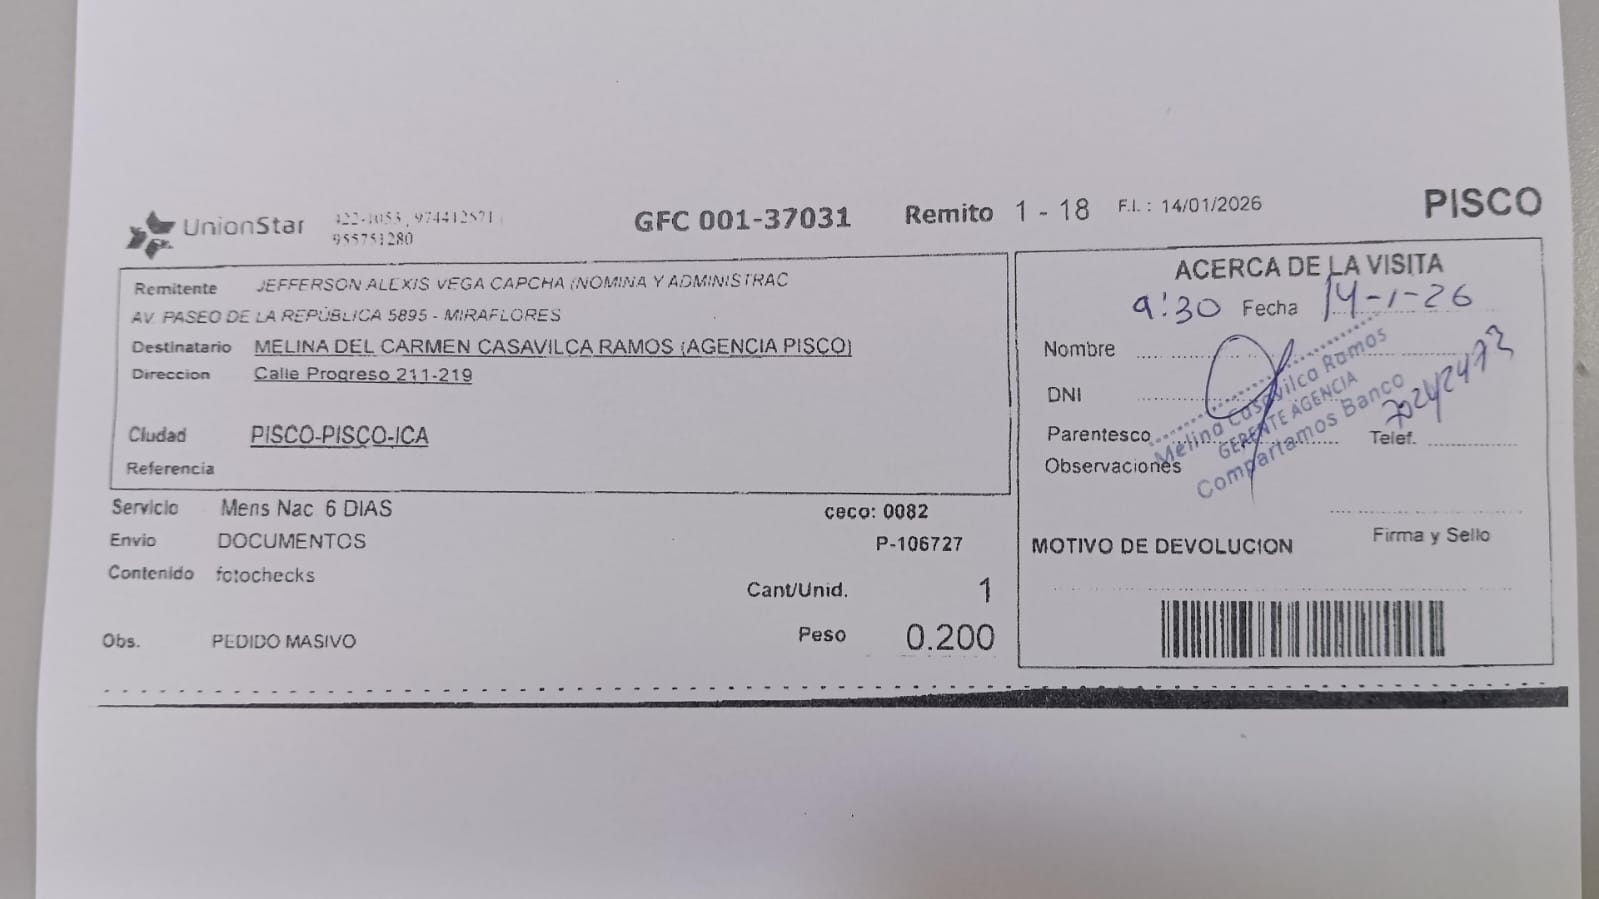 UnionStar
422-1055, 974412571
955751280
GFC 001-37031
Remito 1 - 18
F.I. : 14/01/2026
PISCO
Remitente JEFFERSON ALEXIS VEGA CAPCHA (NOMINA Y ADMINISTRAC
AV. PASEO DE LA REPÚBLICA 5895 - MIRAFLORES
Destinatario MELINA DEL CARMEN CASAVILCA RAMOS (AGENCIA PISCO)
Direccion Calle Progreso 211-219
Ciudad PISCO-PISCO-ICA
Referencia
Servicio Mens Nac 6 DIAS
ceco: 0082
Envio DOCUMENTOS
P-106727
Contenido fotochecks
Cant/Unid. 1
Obs. PEDIDO MASIVO
Peso 0.200
ACERCA DE LA VISITA
9:30 Fecha 14-1-26
Nombre
DNI
Parentesco
Telef.
Observaciones
Melina Casavilca Ramos
GERENTE AGENCIA
Compartamos Banco
70242473
Firma y Sello
MOTIVO DE DEVOLUCION